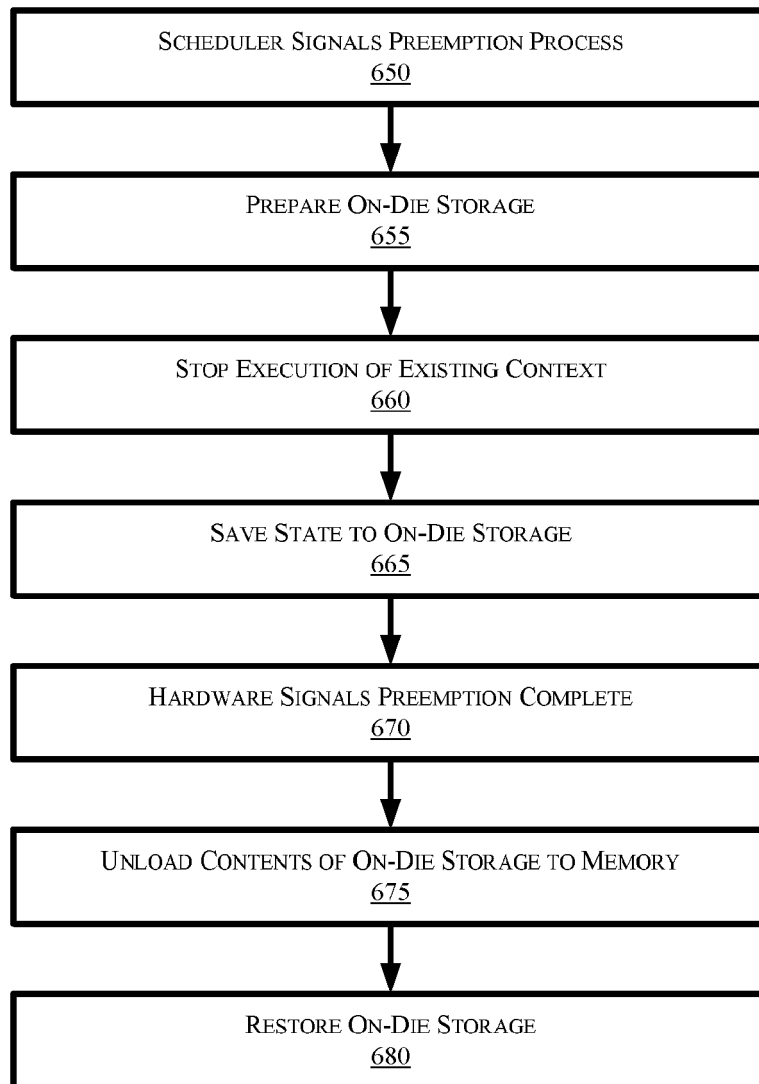 SCHEDULER SIGNALS PREEMPTION PROCESS
650
PREPARE ON-DIE STORAGE
655
STOP EXECUTION OF EXISTING CONTEXT
660
SAVE STATE TO ON-DIE STORAGE
665
HARDWARE SIGNALS PREEMPTION COMPLETE
670
UNLOAD CONTENTS OF ON-DIE STORAGE TO MEMORY
675
RESTORE ON-DIE STORAGE
680